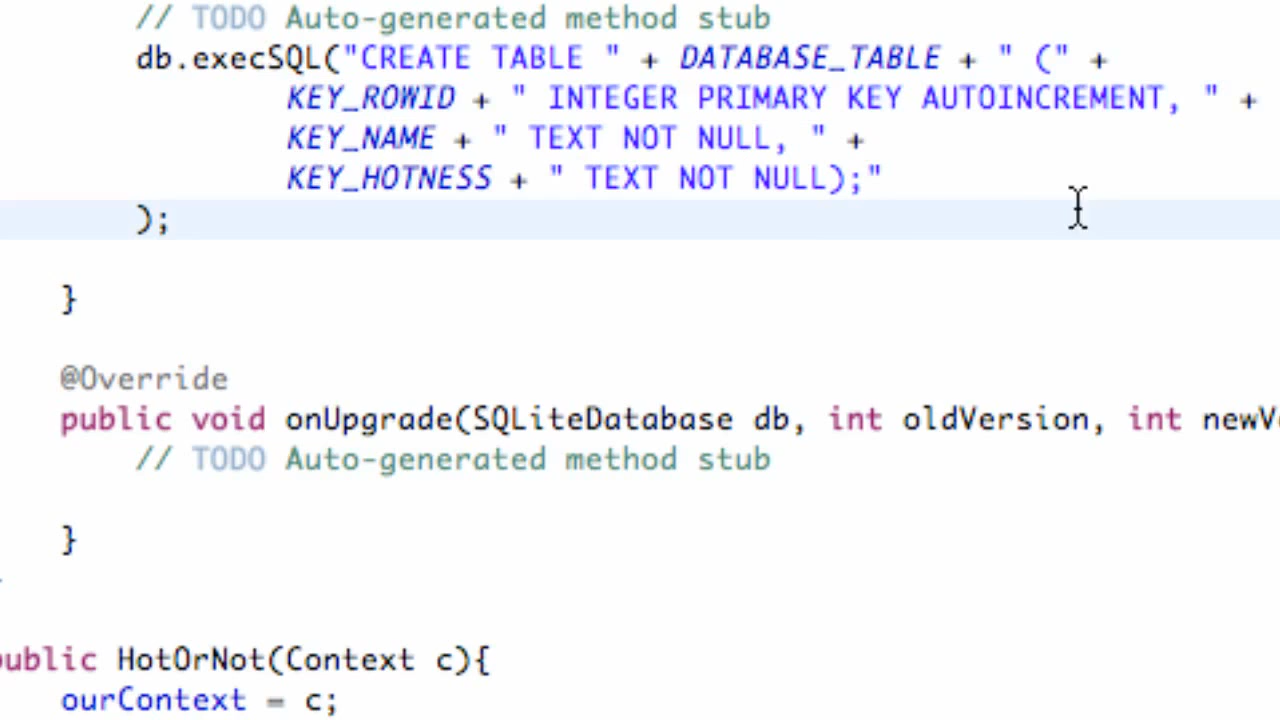 // TODO Auto-generated method stub
db.execSQL("CREATE TABLE " + DATABASE_TABLE + " (" +
KEY_ROWID + " INTEGER PRIMARY KEY AUTOINCREMENT, " +
KEY_NAME + " TEXT NOT NULL, " +
KEY_HOTNESS + " TEXT NOT NULL);"
);
}
@Override
public void onUpgrade(SQLiteDatabase db, int oldVersion, int newV
// TODO Auto-generated method stub
}
public HotOrNot(Context c){
ourContext = c;